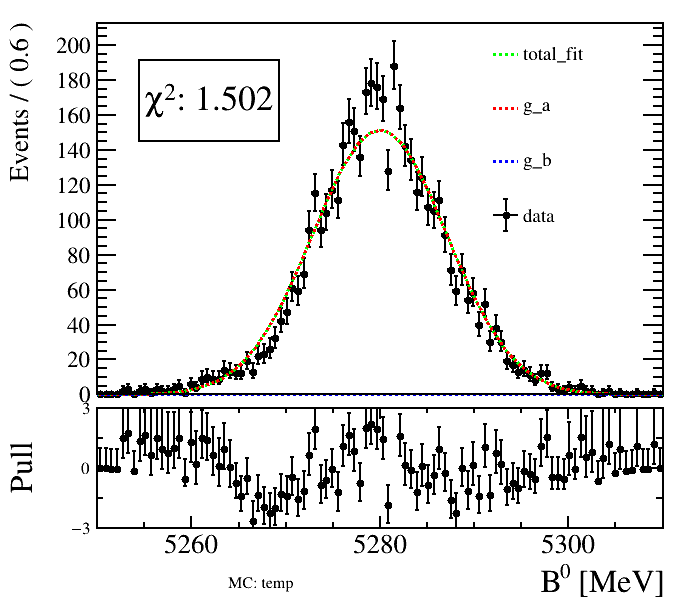 Events / ( 0.6 )
200
180
160
140
120
100
80
60
40
20
0
χ²: 1.502
total_fit
g_a
g_b
data
Pull
3
0
−3
5260
5280
5300
MC: temp
B⁰ [MeV]